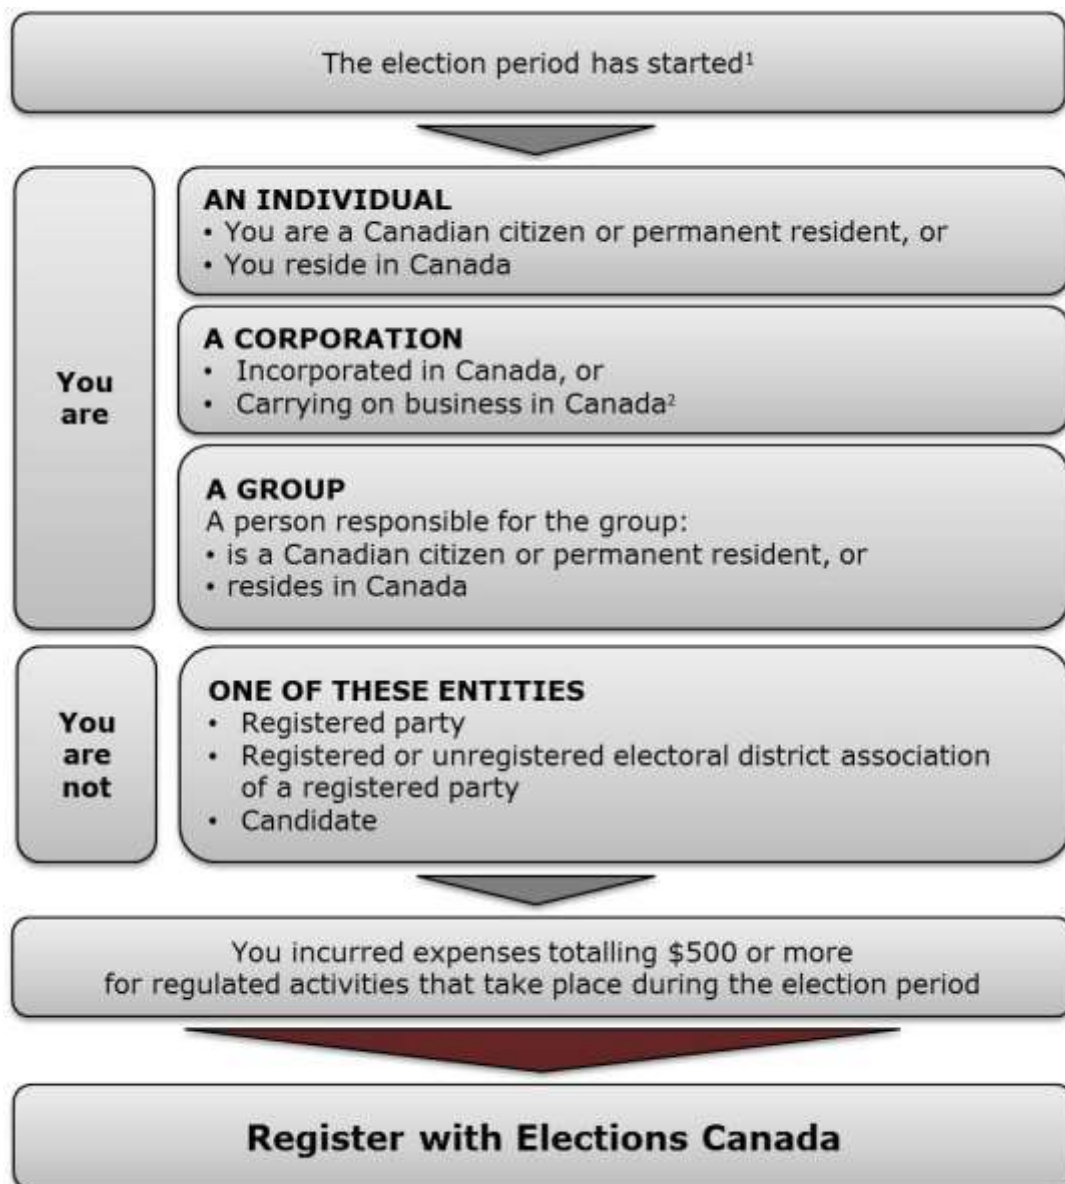 The election period has started¹
You
are
AN INDIVIDUAL
• You are a Canadian citizen or permanent resident, or
• You reside in Canada
A CORPORATION
• Incorporated in Canada, or
• Carrying on business in Canada²
A GROUP
A person responsible for the group:
• is a Canadian citizen or permanent resident, or
• resides in Canada
You
are
not
ONE OF THESE ENTITIES
• Registered party
• Registered or unregistered electoral district association
of a registered party
• Candidate
You incurred expenses totalling $500 or more
for regulated activities that take place during the election period
Register with Elections Canada